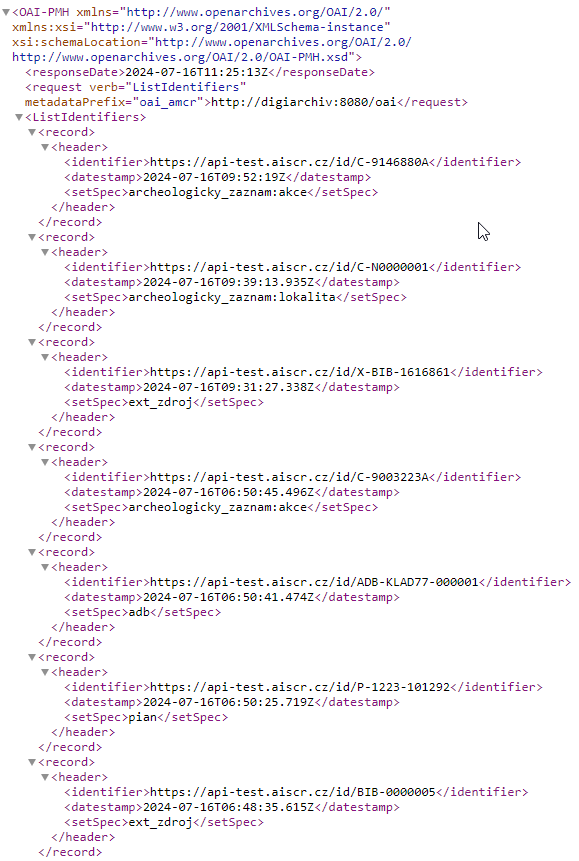 <OAI-PMH xmlns="http://www.openarchives.org/OAI/2.0/"
xmlns:xsi="http://www.w3.org/2001/XMLSchema-instance"
xsi:schemaLocation="http://www.openarchives.org/OAI/2.0/
http://www.openarchives.org/OAI/2.0/OAI-PMH.xsd">
<responseDate>2024-07-16T11:25:13Z</responseDate>
<request verb="ListIdentifiers"
metadataPrefix="oai_amcr">http://digiarchiv:8080/oai</request>
<ListIdentifiers>
<record>
<header>
<identifier>https://api-test.aiscr.cz/id/C-9146880A</identifier>
<datestamp>2024-07-16T09:52:19Z</datestamp>
<setSpec>archeologicky_zaznam:akce</setSpec>
</header>
</record>
<record>
<header>
<identifier>https://api-test.aiscr.cz/id/C-N0000001</identifier>
<datestamp>2024-07-16T09:39:13.935Z</datestamp>
<setSpec>archeologicky_zaznam:lokalita</setSpec>
</header>
</record>
<record>
<header>
<identifier>https://api-test.aiscr.cz/id/X-BIB-1616861</identifier>
<datestamp>2024-07-16T09:31:27.338Z</datestamp>
<setSpec>ext_zdroj</setSpec>
</header>
</record>
<record>
<header>
<identifier>https://api-test.aiscr.cz/id/C-9003223A</identifier>
<datestamp>2024-07-16T06:50:45.496Z</datestamp>
<setSpec>archeologicky_zaznam:akce</setSpec>
</header>
</record>
<record>
<header>
<identifier>https://api-test.aiscr.cz/id/ADB-KLAD77-000001</identifier>
<datestamp>2024-07-16T06:50:41.474Z</datestamp>
<setSpec>adb</setSpec>
</header>
</record>
<record>
<header>
<identifier>https://api-test.aiscr.cz/id/P-1223-101292</identifier>
<datestamp>2024-07-16T06:50:25.719Z</datestamp>
<setSpec>pian</setSpec>
</header>
</record>
<record>
<header>
<identifier>https://api-test.aiscr.cz/id/BIB-0000005</identifier>
<datestamp>2024-07-16T06:48:35.615Z</datestamp>
<setSpec>ext_zdroj</setSpec>
</header>
</record>